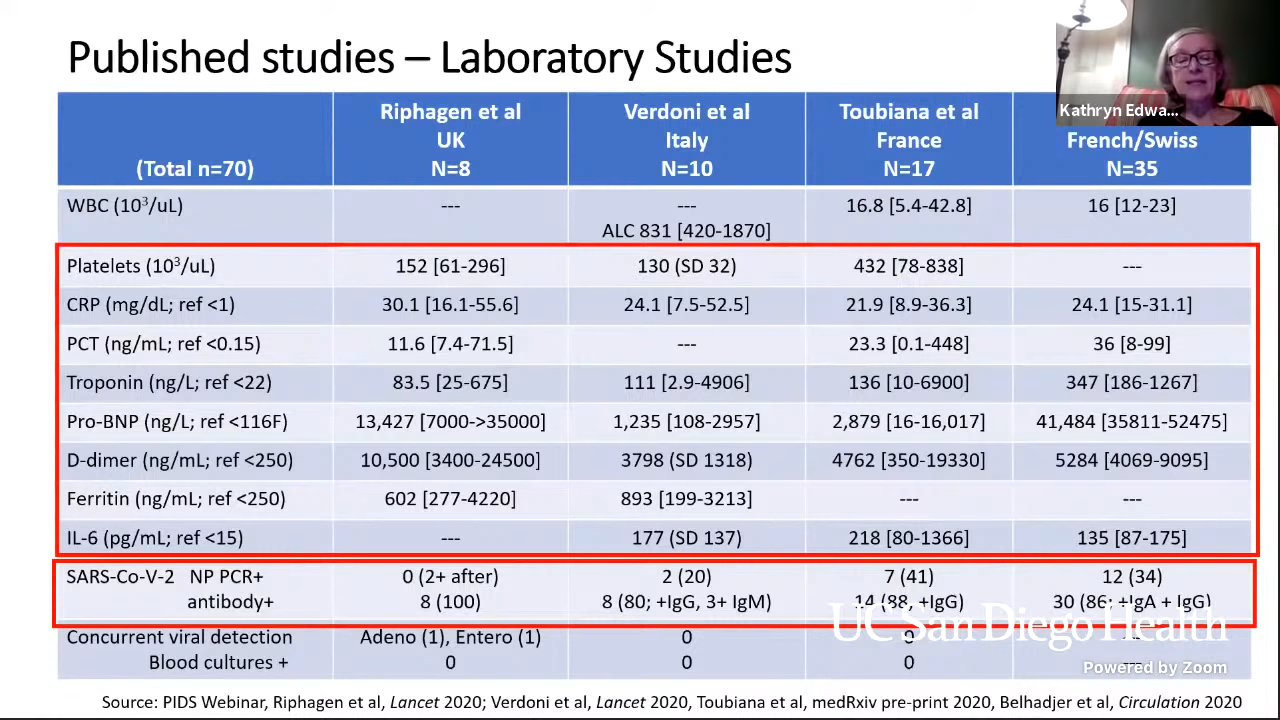 Published studies – Laboratory Studies
Kathryn Edwa...
(Total n=70)
Riphagen et al
UK
N=8
Verdoni et al
Italy
N=10
Toubiana et al
France
N=17
French/Swiss
N=35
WBC (10³/uL) --- --- 16.8 [5.4-42.8] 16 [12-23]
ALC 831 [420-1870]
Platelets (10³/uL) 152 [61-296] 130 (SD 32) 432 [78-838] ---
CRP (mg/dL; ref <1) 30.1 [16.1-55.6] 24.1 [7.5-52.5] 21.9 [8.9-36.3] 24.1 [15-31.1]
PCT (ng/mL; ref <0.15) 11.6 [7.4-71.5] --- 23.3 [0.1-448] 36 [8-99]
Troponin (ng/L; ref <22) 83.5 [25-675] 111 [2.9-4906] 136 [10-6900] 347 [186-1267]
Pro-BNP (ng/L; ref <116F) 13,427 [7000->35000] 1,235 [108-2957] 2,879 [16-16,017] 41,484 [35811-52475]
D-dimer (ng/mL; ref <250) 10,500 [3400-24500] 3798 (SD 1318) 4762 [350-19330] 5284 [4069-9095]
Ferritin (ng/mL; ref <250) 602 [277-4220] 893 [199-3213] --- ---
IL-6 (pg/mL; ref <15) --- 177 (SD 137) 218 [80-1366] 135 [87-175]
SARS-Co-V-2 NP PCR+ 0 (2+ after) 2 (20) 7 (41) 12 (34)
antibody+ 8 (100) 8 (80; +IgG, 3+ IgM) 14 (88, +IgG) 30 (86; +IgA + IgG)
UC San Diego Health
Concurrent viral detection Adeno (1), Entero (1) 0 0 ---
Blood cultures + 0 0 0 ---
Powered by Zoom
Source: PIDS Webinar, Riphagen et al, Lancet 2020; Verdoni et al, Lancet 2020, Toubiana et al, medRxiv pre-print 2020, Belhadjer et al, Circulation 2020